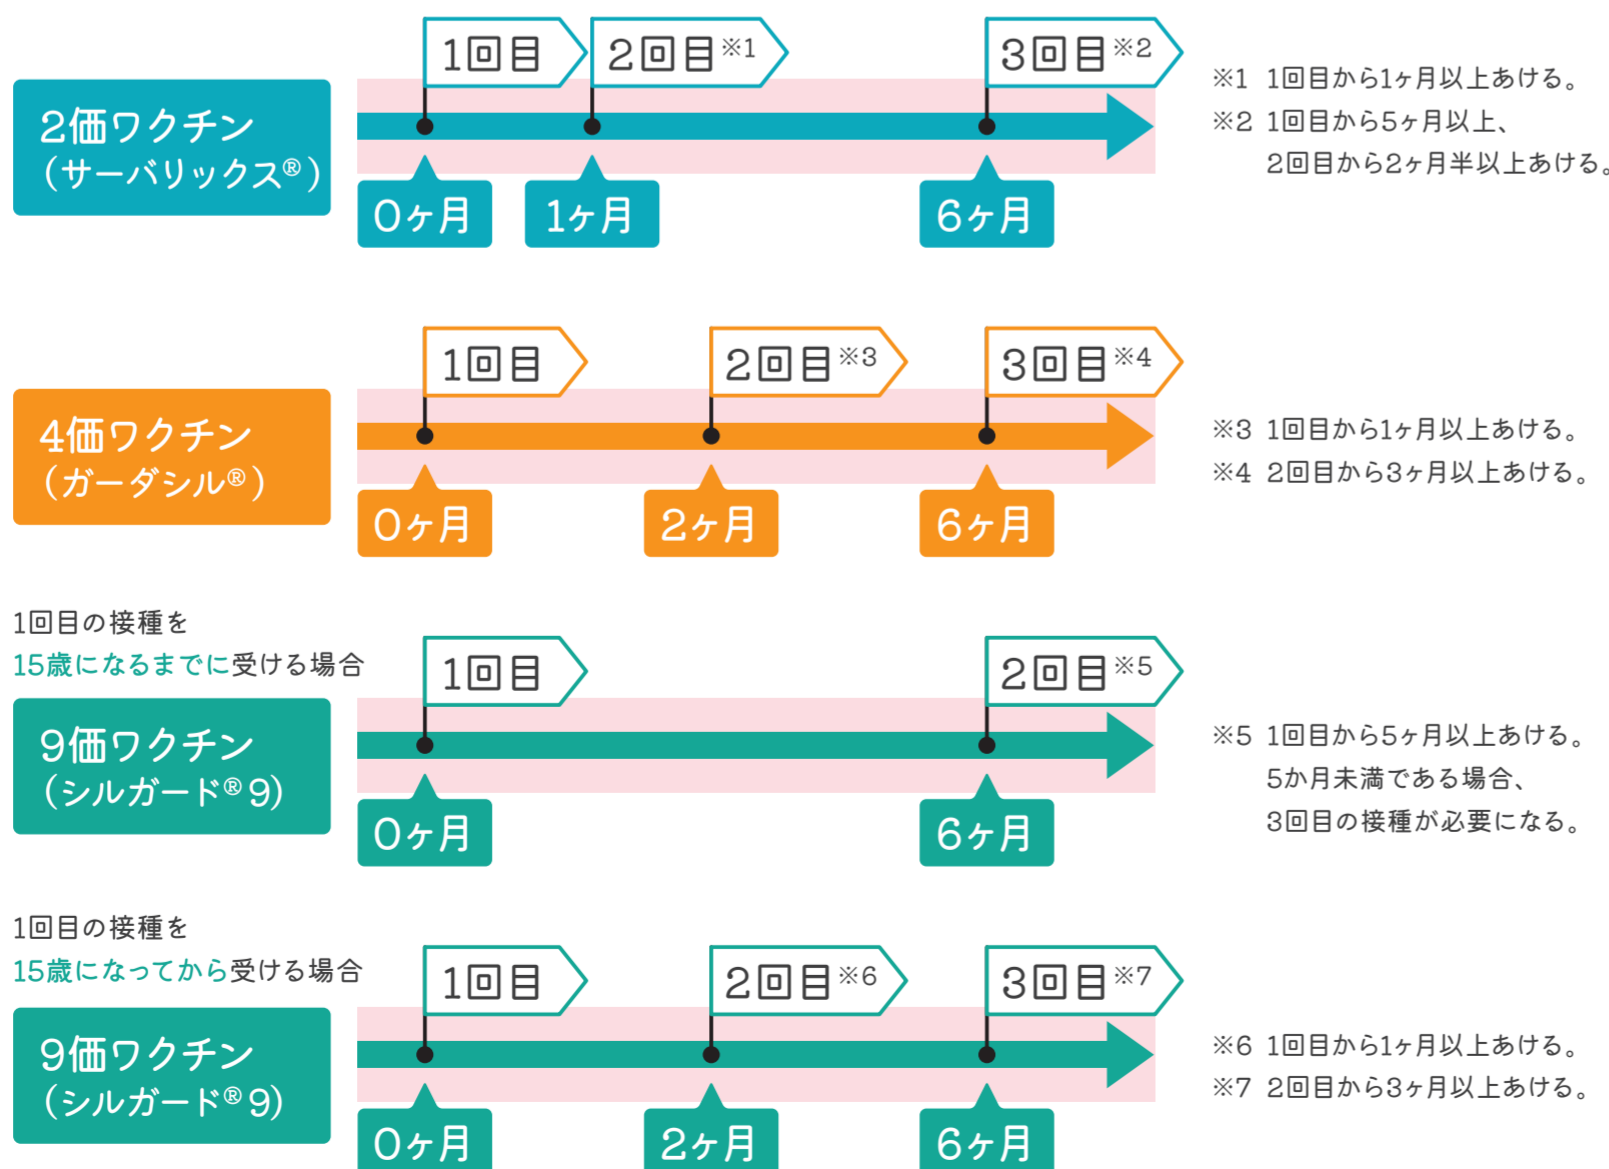 1回目
2回目※1
3回目※2
2価ワクチン
（サーバリックス®）
0ヶ月
1ヶ月
6ヶ月
※1 1回目から1ヶ月以上あける。
※2 1回目から5ヶ月以上、
2回目から2ヶ月半以上あける。
1回目
2回目※3
3回目※4
4価ワクチン
（ガーダシル®）
0ヶ月
2ヶ月
6ヶ月
※3 1回目から1ヶ月以上あける。
※4 2回目から3ヶ月以上あける。
1回目の接種を
15歳になるまでに受ける場合
1回目
2回目※5
9価ワクチン
（シルガード®9）
0ヶ月
6ヶ月
※5 1回目から5ヶ月以上あける。
5か月未満である場合、
3回目の接種が必要になる。
1回目の接種を
15歳になってから受ける場合
1回目
2回目※6
3回目※7
9価ワクチン
（シルガード®9）
0ヶ月
2ヶ月
6ヶ月
※6 1回目から1ヶ月以上あける。
※7 2回目から3ヶ月以上あける。